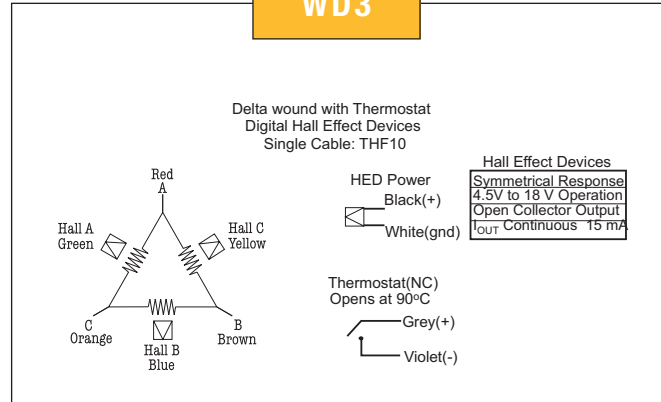 WD3
Delta wound with Thermostat
Digital Hall Effect Devices
Single Cable: THF10
Red
A
Hall A
Green
Hall C
Yellow
C
Orange
Hall B
Blue
B
Brown
HED Power
Black(+)
White(gnd)
Hall Effect Devices
Symmetrical Response
4.5V to 18 V Operation
Open Collector Output
IOUT Continuous 15 mA
Thermostat(NC)
Opens at 90ºC
Grey(+)
Violet(-)